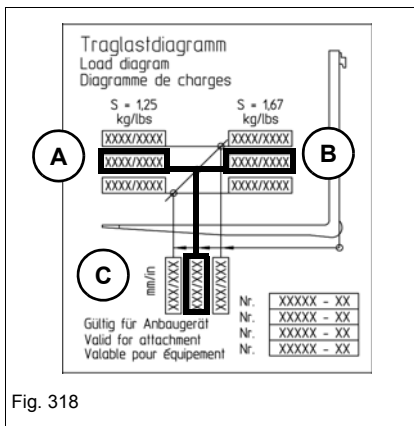 Traglastdiagramm
Load diagram
Diagramme de charges
S = 1,25 S = 1,67
kg/lbs kg/lbs
XXXX/XXXX XXXX/XXXX
A XXXX/XXXX XXXX/XXXX B
XXXX/XXXX XXXX/XXXX
C mm/in XXX/XXX XXX/XXX XXX/XXX
Gültig für Anbaugerät
Valid for attachment
Valable pour équipement
Nr. XXXXX - XX
Nr. XXXXX - XX
Nr. XXXXX - XX
Nr. XXXXX - XX
Fig. 318